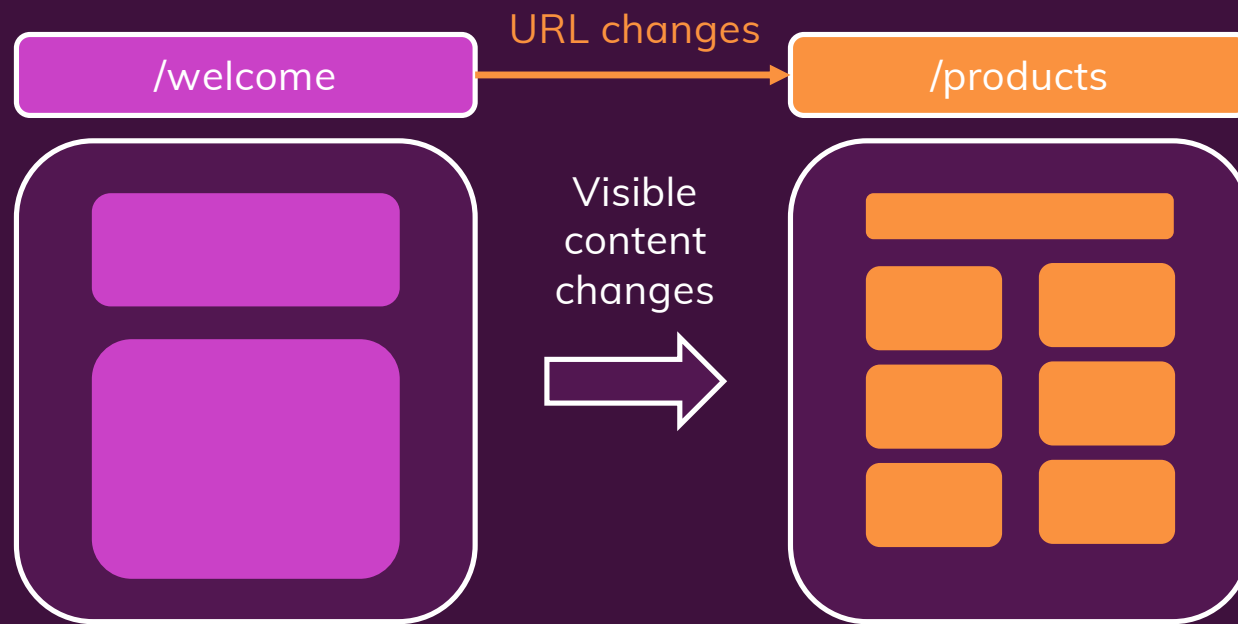 URL changes
/welcome
/products
Visible
content
changes